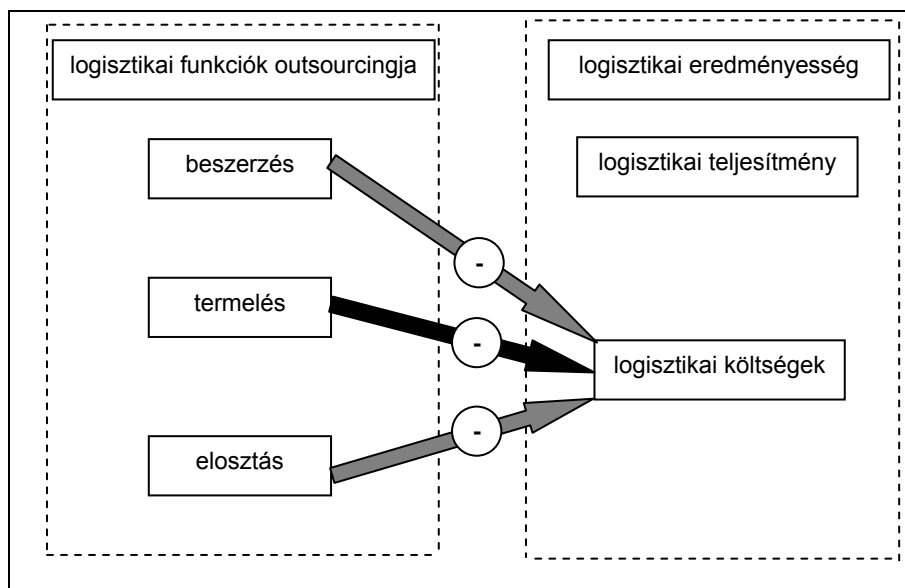 logisztikai funkciók outsourcingja
logisztikai eredményesség
beszerzés
logisztikai teljesítmény
-
termelés
-
logisztikai költségek
-
elosztás